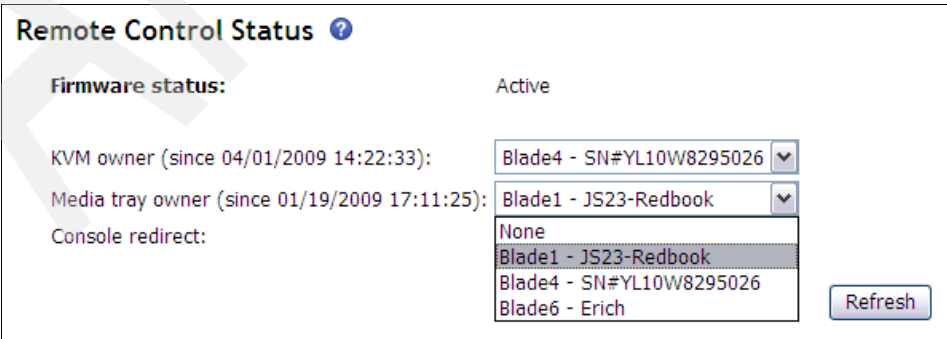 Remote Control Status ?
Firmware status: Active
KVM owner (since 04/01/2009 14:22:33): Blade4 - SN#YL10W8295026
Media tray owner (since 01/19/2009 17:11:25): Blade1 - JS23-Redbook
Console redirect:
None
Blade1 - JS23-Redbook
Blade4 - SN#YL10W8295026
Blade6 - Erich
Refresh